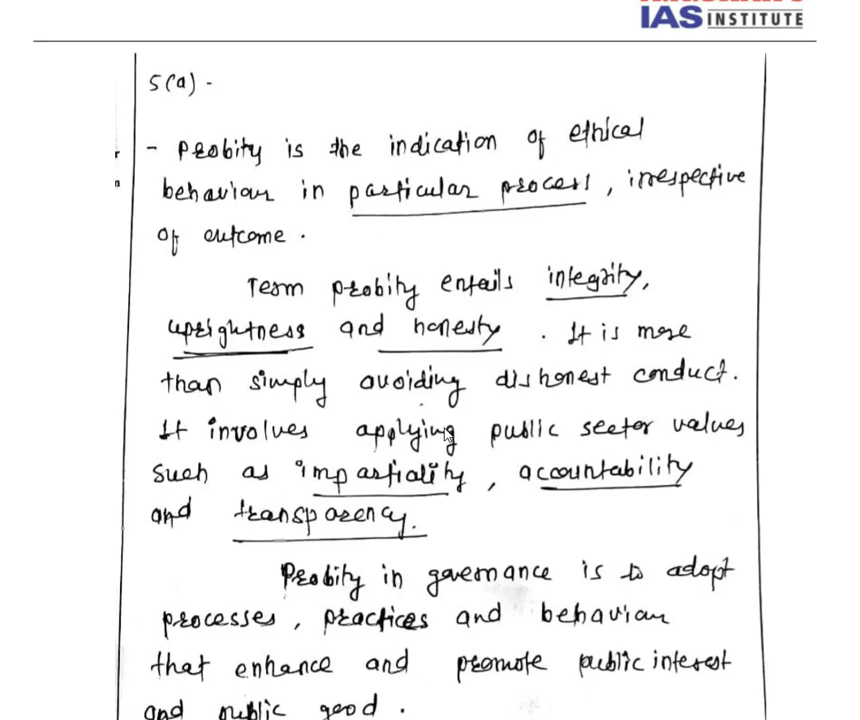 IAS INSTITUTE
5(a) -
- Probity is the indication of ethical
behaviour in particular process, irrespective
of outcome.
Term probity entails integrity,
uprightness and honesty. It is more
than simply avoiding dishonest conduct.
It involves applying public sector values
such as impartiality, accountability
and transparency.
Probity in governance is to adopt
processes, practices and behaviour
that enhance and promote public interest
and public good.